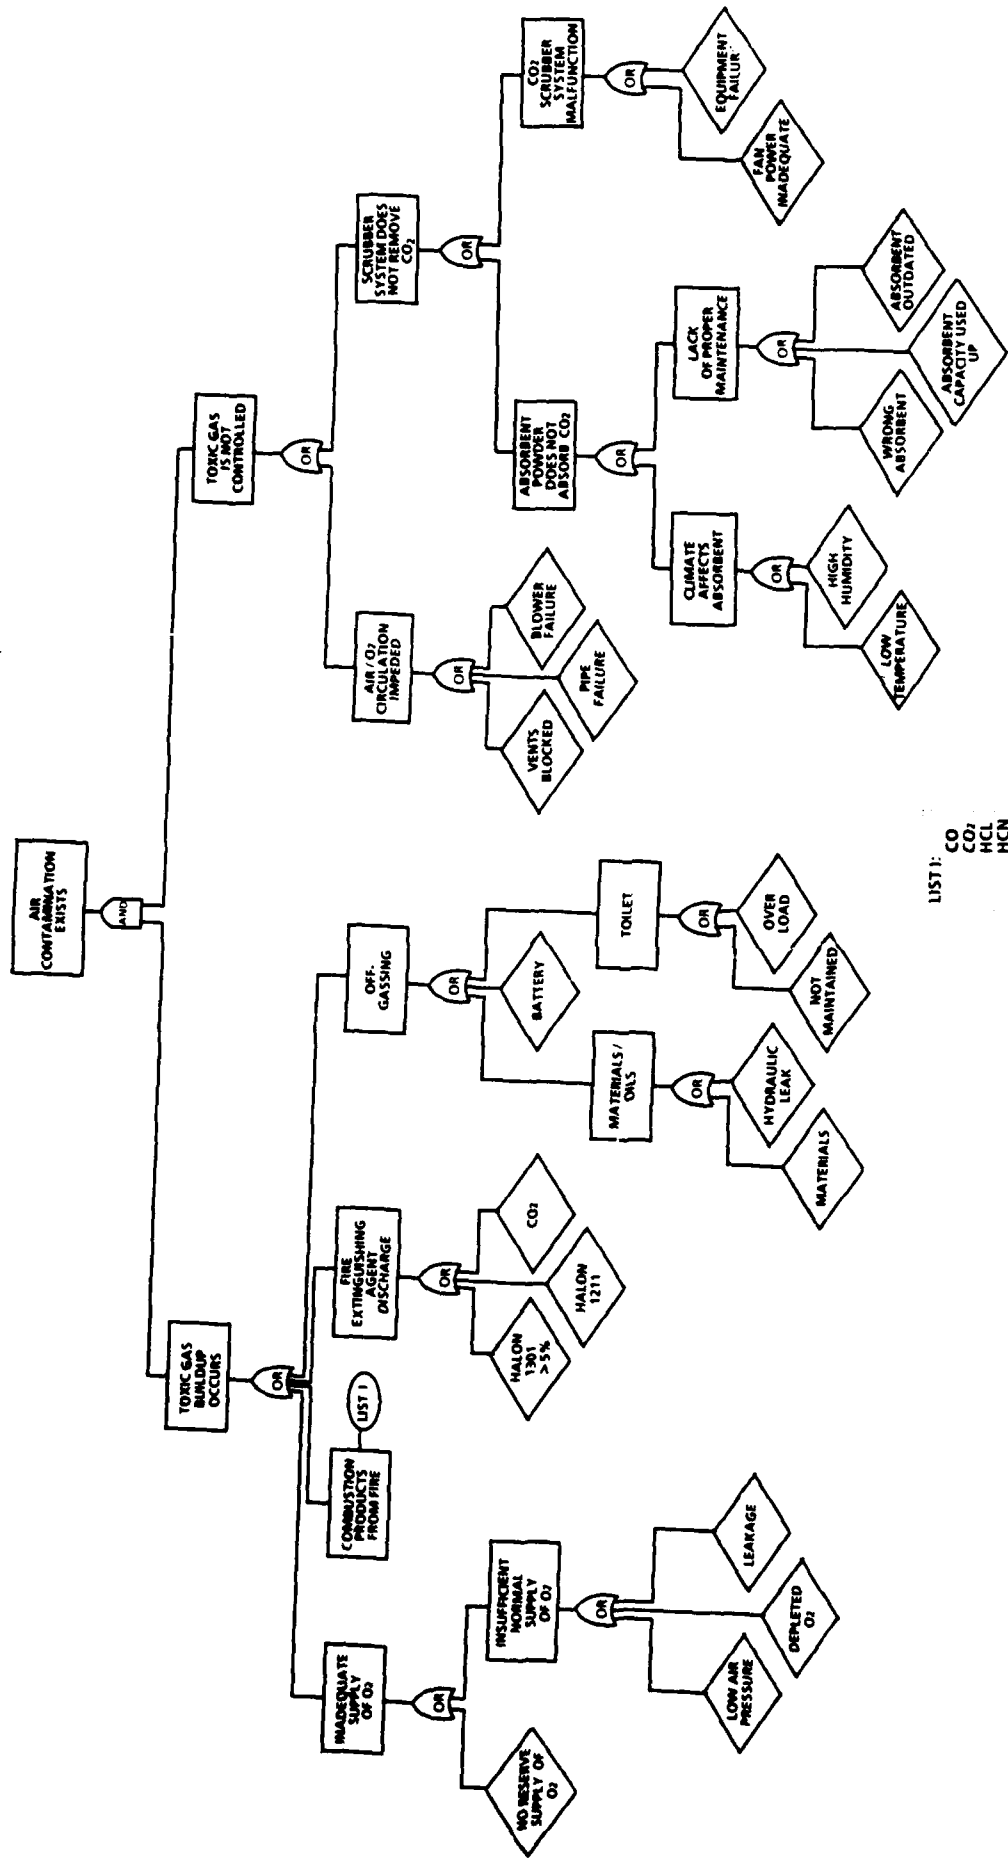 AIR
CONTAMINATION
EXISTS
AND
TOXIC GAS
BUILDUP
OCCURS
OR
TOXIC GAS
IS NOT
CONTROLLED
OR
INADEQUATE
SUPPLY
OF O2
OR
COMBUSTION
PRODUCTS
FROM FIRE
LIST 1
FIRE
EXTINGUISHING
AGENT
DISCHARGE
OR
OFF-
GASSING
OR
AIR / O2
CIRCULATION
IMPEDED
OR
SCRUBBER
SYSTEM DOES
NOT REMOVE
CO2
OR
NO RESERVE
SUPPLY OF
O2
INSUFFICIENT
NORMAL
SUPPLY
OF O2
OR
LOW AIR
PRESSURE
DEPLETED
O2
LEAKAGE
HALON
1301
> 5%
HALON
1211
CO2
MATERIALS /
OILS
OR
BATTERY
TOILET
OR
MATERIALS
HYDRAULIC
LEAK
NOT
MAINTAINED
OVER
LOAD
VENTS
BLOCKED
PIPE
FAILURE
BLOWER
FAILURE
ABSORBENT
POWDER
DOES NOT
ABSORB CO2
OR
CO2
SCRUBBER
SYSTEM
MALFUNCTION
OR
CLIMATE
AFFECTS
ABSORBENT
OR
LACK
OF PROPER
MAINTENANCE
OR
FAN
POWER
INADEQUATE
EQUIPMENT
FAILUR
LOW
TEMPERATURE
HIGH
HUMIDITY
WRONG
ABSORBENT
ABSORBENT
CAPACITY USED
UP
ABSORBENT
OUTDATED
LIST 1:
CO
CO2
HCL
HCN